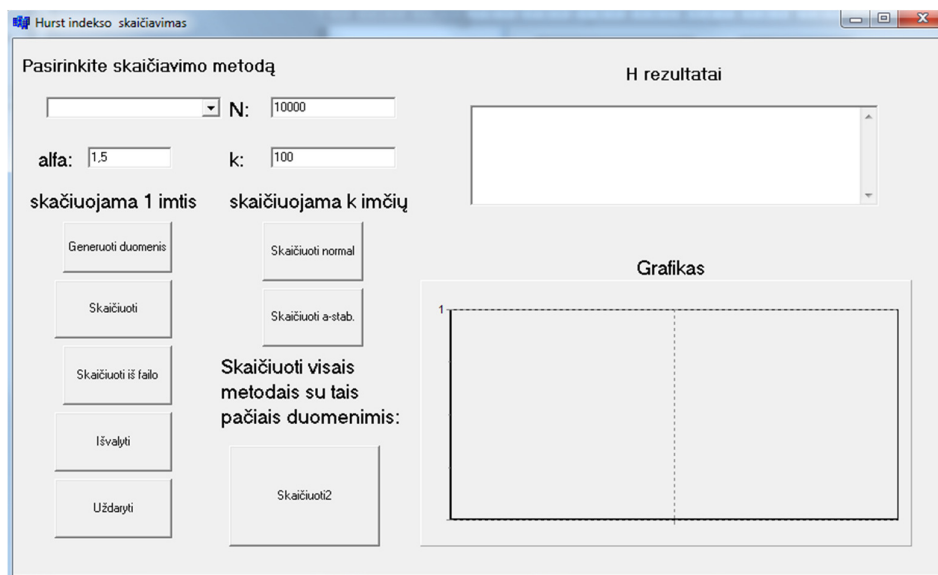 Hurst indekso skaičiavimas
Pasirinkite skaičiavimo metodą
N: 10000
alfa: 1,5
k: 100
skačiuojama 1 imtis
skaičiuojama k imčių
Generuoti duomenis
Skaičiuoti
Skaičiuoti iš failo
Išvalyti
Uždaryti
Skaičiuoti normal
Skaičiuoti a-stab.
Skaičiuoti visais
metodais su tais
pačiais duomenimis:
Skaičiuoti2
H rezultatai
Grafikas
1